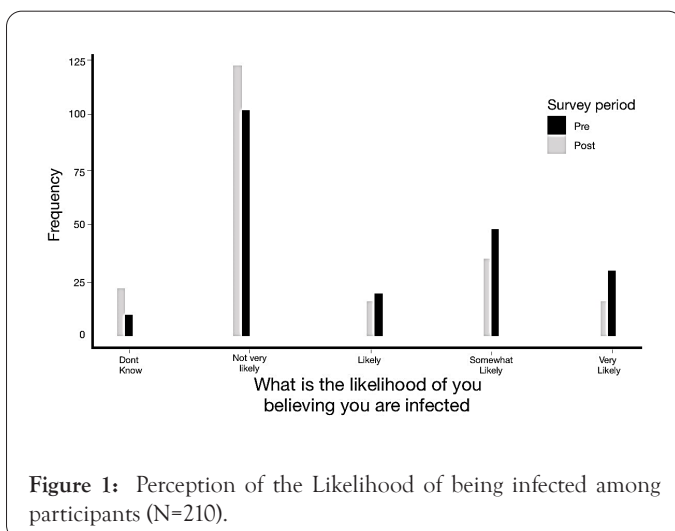 125
100
75
50
25
0
Frequency
Survey period
Pre
Post
Dont
Know
Not very
likely
Likely
Somewhat
Likely
Very
Likely
What is the likelihood of you
believing you are infected
Figure 1: Perception of the Likelihood of being infected among
participants (N=210).